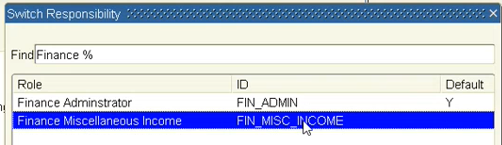 Switch Responsibility
Find Finance %
Role ID Default
Finance Adminstrator FIN_ADMIN Y
Finance Miscellaneous Income FIN_MISC_INCOME